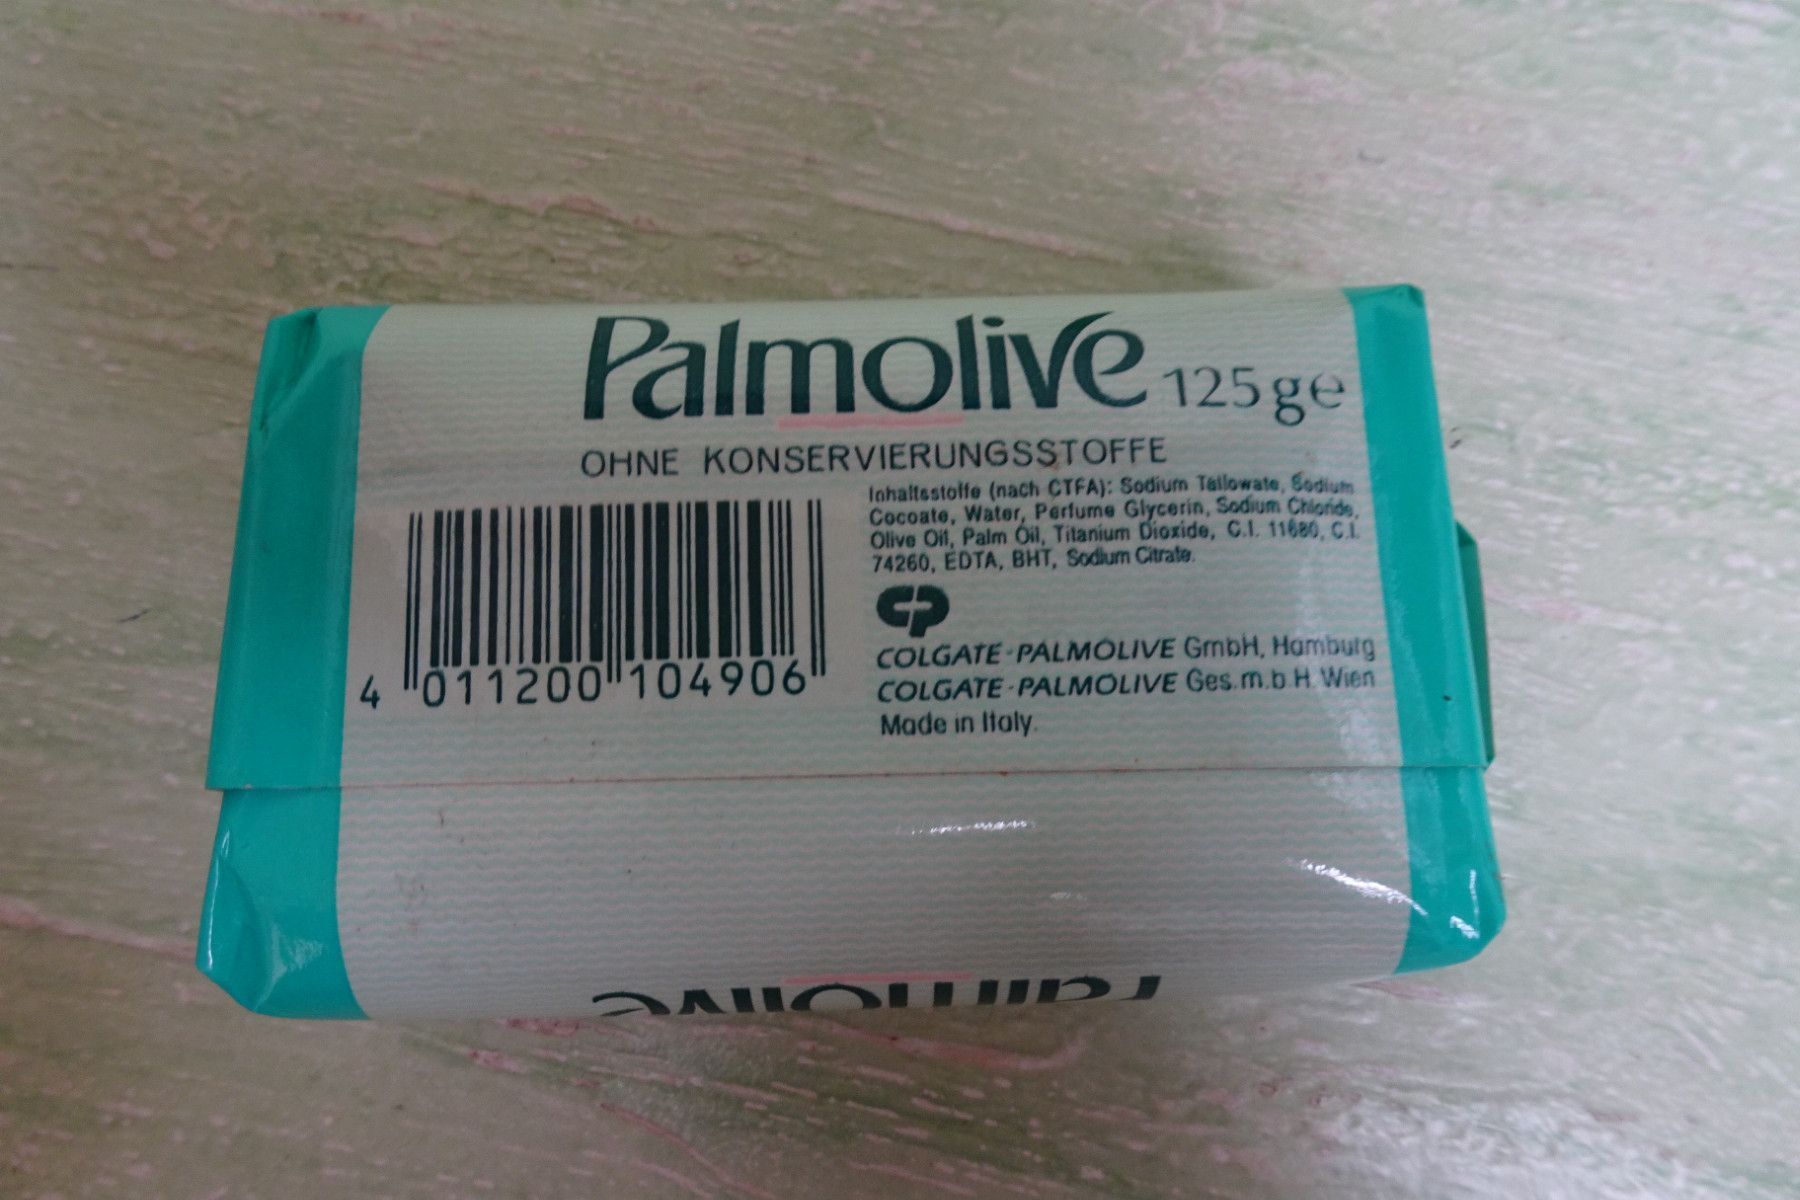 Palmolive 125 g e
OHNE KONSERVIERUNGSSTOFFE
Inhaltsstoffe (nach CTFA): Sodium Tallowate, Sodium
Cocoate, Water, Perfume Glycerin, Sodium Chloride,
Olive Oil, Palm Oil, Titanium Dioxide, C.I. 11680, C.I.
74260, EDTA, BHT, Sodium Citrate.
CP
COLGATE-PALMOLIVE GmbH, Hamburg
COLGATE-PALMOLIVE Ges.m.b.H. Wien
Made in Italy.
4 011200 104906
Palmolive